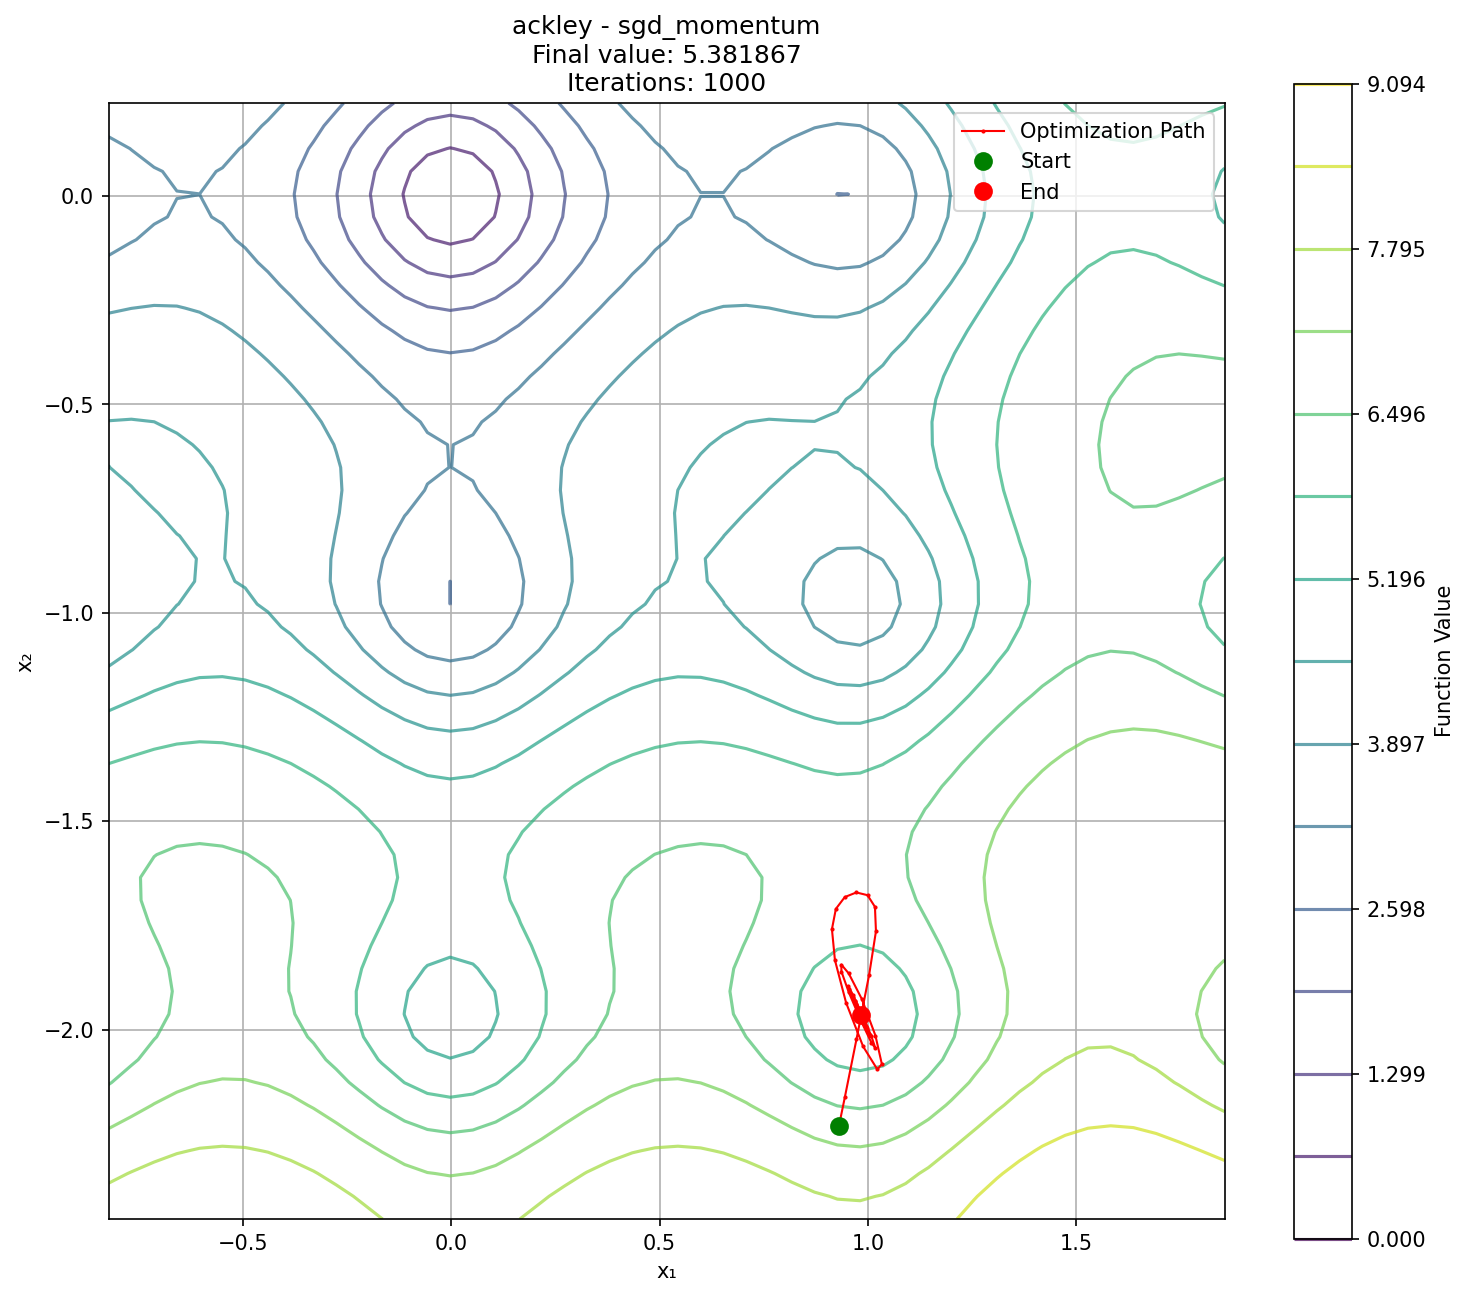 ackley - sgd_momentum
Final value: 5.381867
Iterations: 1000
Optimization Path
Start
End
0.0
−0.5
−1.0
−1.5
−2.0
x₂
−0.5
0.0
0.5
1.0
1.5
x₁
9.094
7.795
6.496
5.196
3.897
2.598
1.299
0.000
Function Value